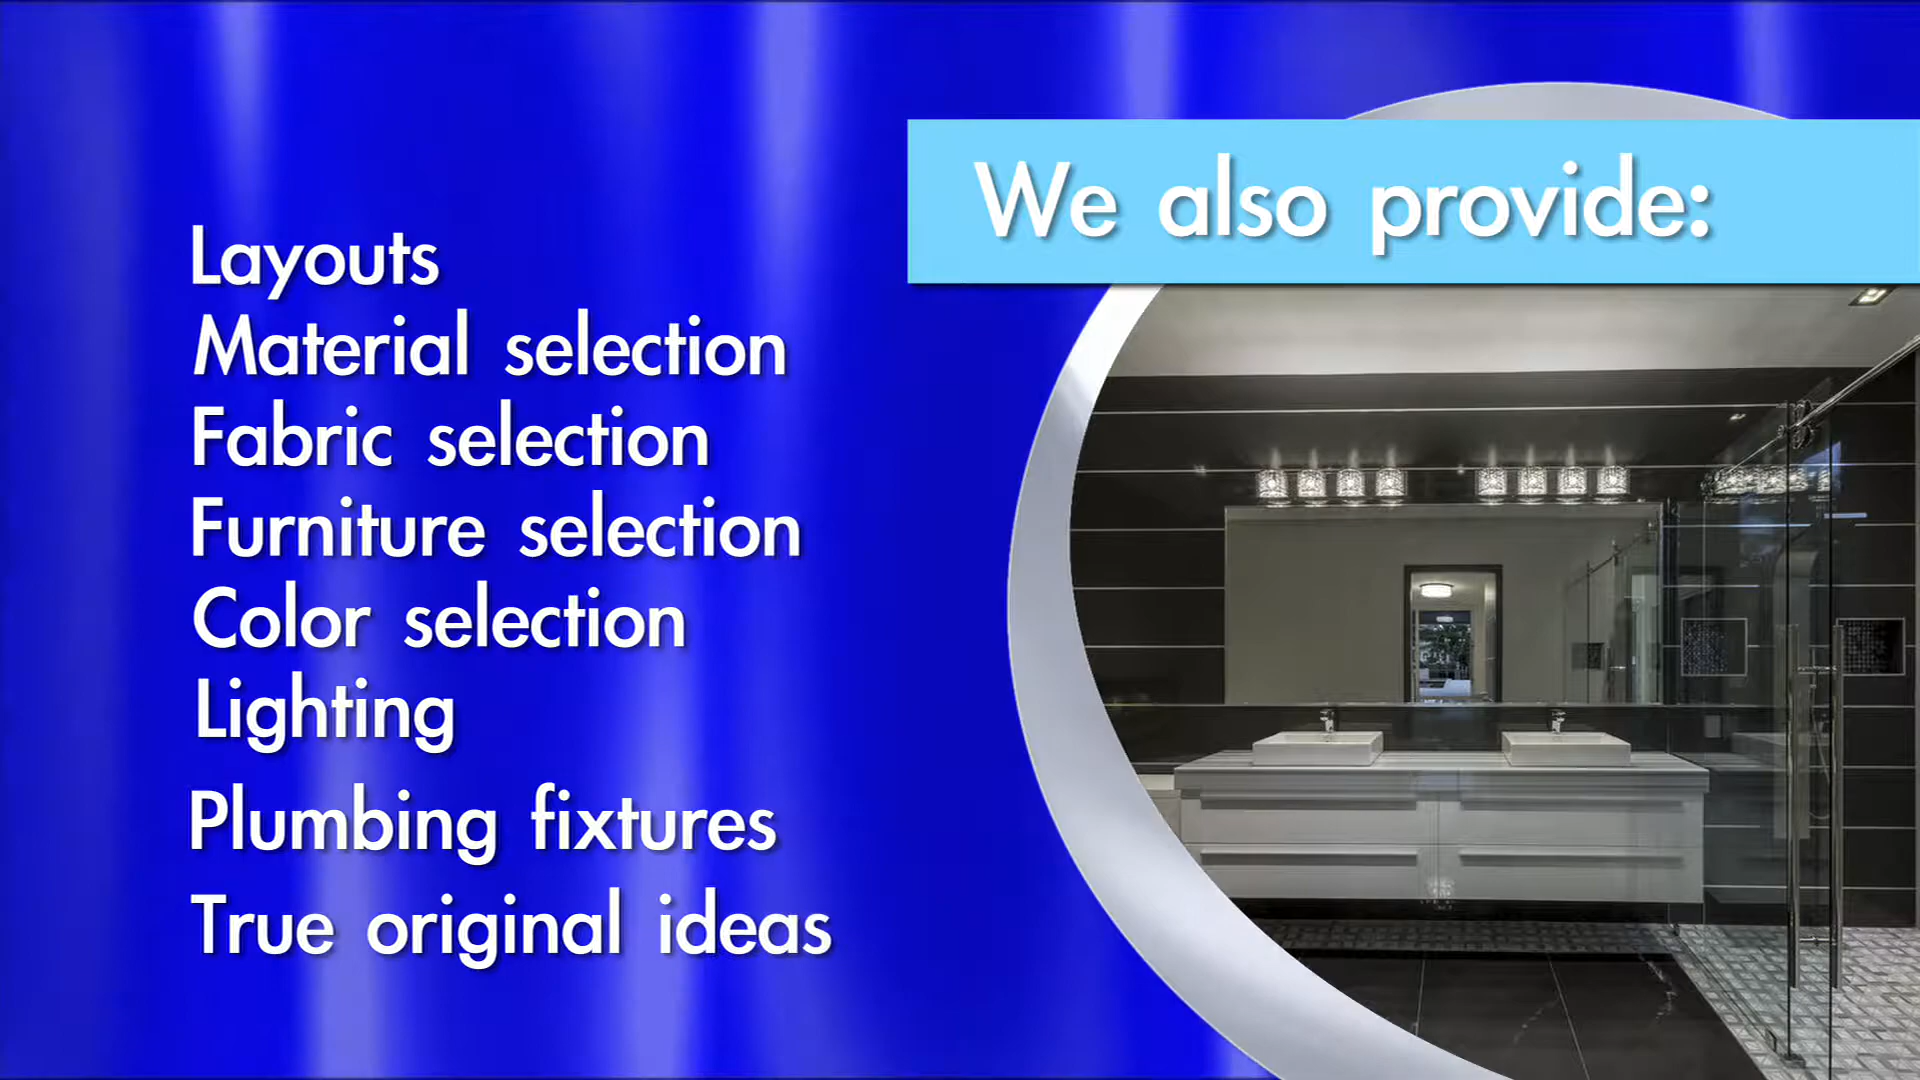 We also provide:
Layouts
Material selection
Fabric selection
Furniture selection
Color selection
Lighting
Plumbing fixtures
True original ideas